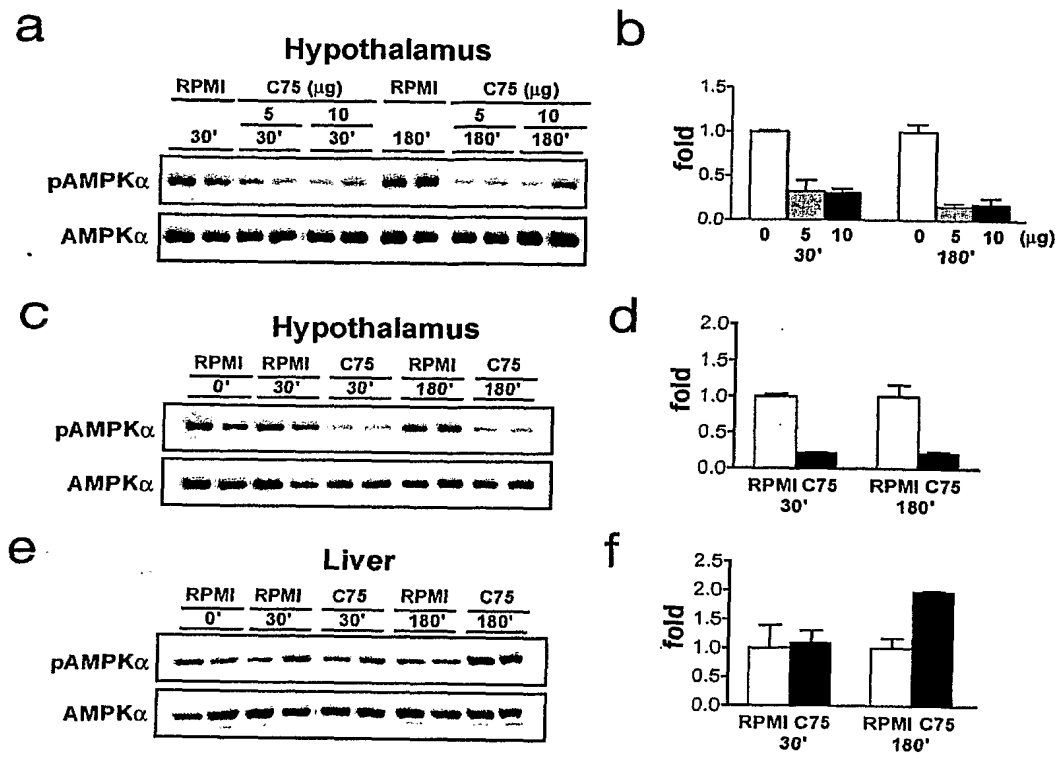 a
Hypothalamus
RPMI C75 (µg) RPMI C75 (µg)
5 10 5 10
30' 30' 30' 180' 180' 180'
pAMPKα
AMPKα
b
1.5
1.0
0.5
0.0
fold
0 5 10 0 5 10 (µg)
30' 180'
c
Hypothalamus
RPMI RPMI C75 RPMI C75
0' 30' 30' 180' 180'
pAMPKα
AMPKα
d
2.0
1.5
1.0
0.5
0.0
fold
RPMI C75 RPMI C75
30' 180'
e
Liver
RPMI RPMI C75 RPMI C75
0' 30' 30' 180' 180'
pAMPKα
AMPKα
f
2.5
2.0
1.5
1.0
0.5
0.0
fold
RPMI C75 RPMI C75
30' 180'